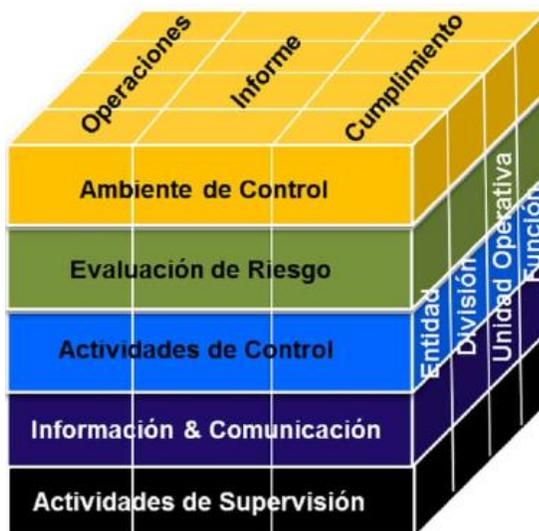 Operaciones
Informe
Cumplimiento
Ambiente de Control
Evaluación de Riesgo
Actividades de Control
Información & Comunicación
Actividades de Supervisión
Entidad
División
Unidad Operativa
Función